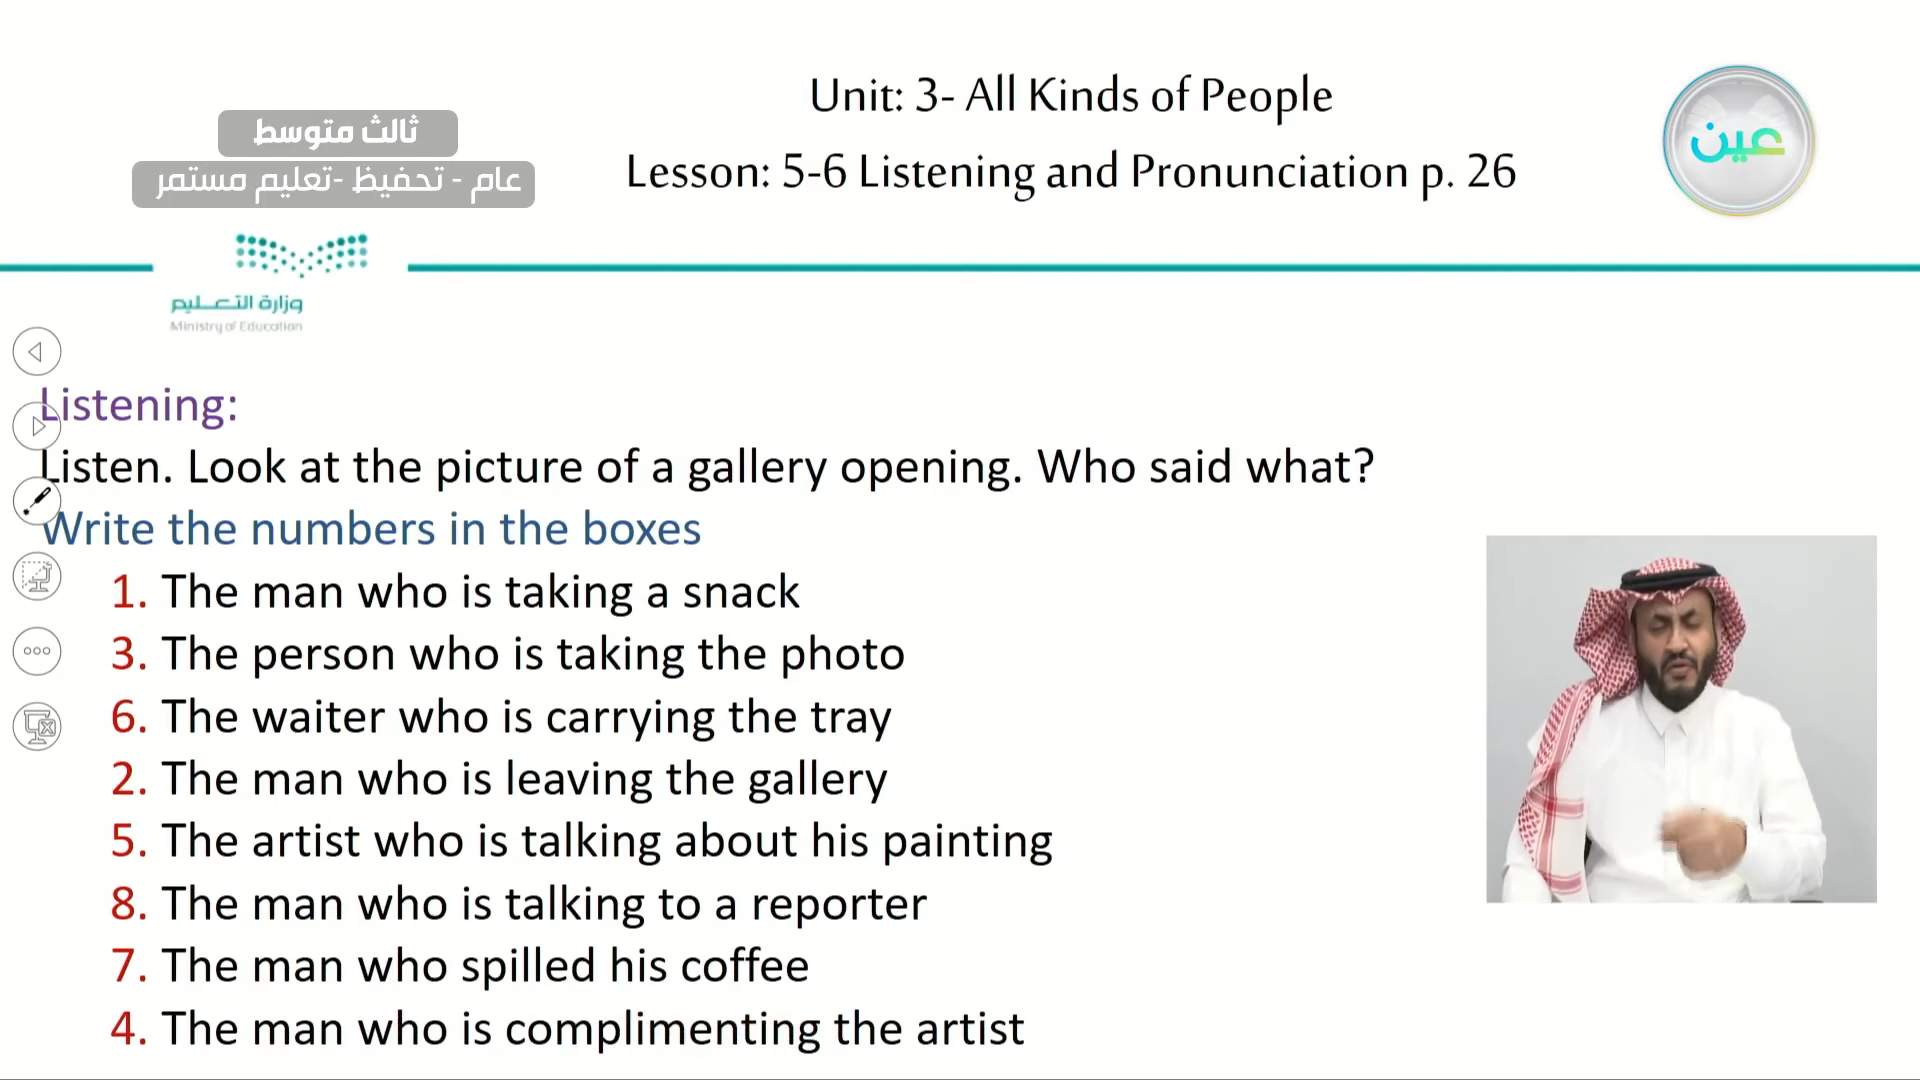 Unit: 3- All Kinds of People
Lesson: 5-6 Listening and Pronunciation p. 26
ثالث متوسط
عام - تحفيظ -تعليم مستمر
عين
وزارة التعليم
Ministry of Education
Listening:
Listen. Look at the picture of a gallery opening. Who said what?
Write the numbers in the boxes
1. The man who is taking a snack
3. The person who is taking the photo
6. The waiter who is carrying the tray
2. The man who is leaving the gallery
5. The artist who is talking about his painting
8. The man who is talking to a reporter
7. The man who spilled his coffee
4. The man who is complimenting the artist